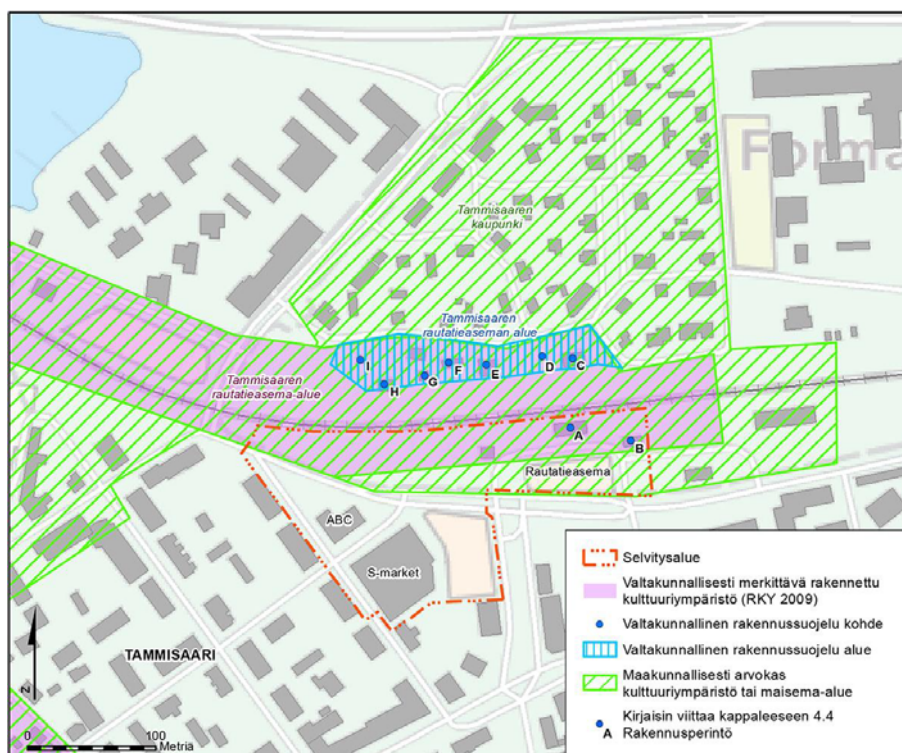 Forma
Tammisaaren
kaupunki
Tammisaaren
rautatieaseman alue
Tammisaaren
rautatieasema-alue
I
H
G
F
E
D
C
A
B
Rautatieasema
ABC
S-market
TAMMISAARI
Z
0 100
Metriä
Selvitysalue
Valtakunnallisesti merkittävä rakennettu
kulttuuriympäristö (RKY 2009)
Valtakunnallinen rakennussuojelu kohde
Valtakunnallinen rakennussuojelu alue
Maakunnallisesti arvokas
kulttuuriympäristö tai maisema-alue
Kirjaisin viittaa kappaleeseen 4.4
A Rakennusperintö